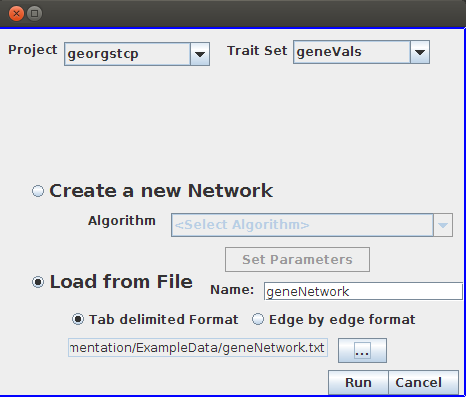 Project georgstcp Trait Set geneVals
Create a new Network
Algorithm <Select Algorithm>
Set Parameters
Load from File Name: geneNetwork
Tab delimited Format Edge by edge format
mentation/ExampleData/geneNetwork.txt ...
Run Cancel